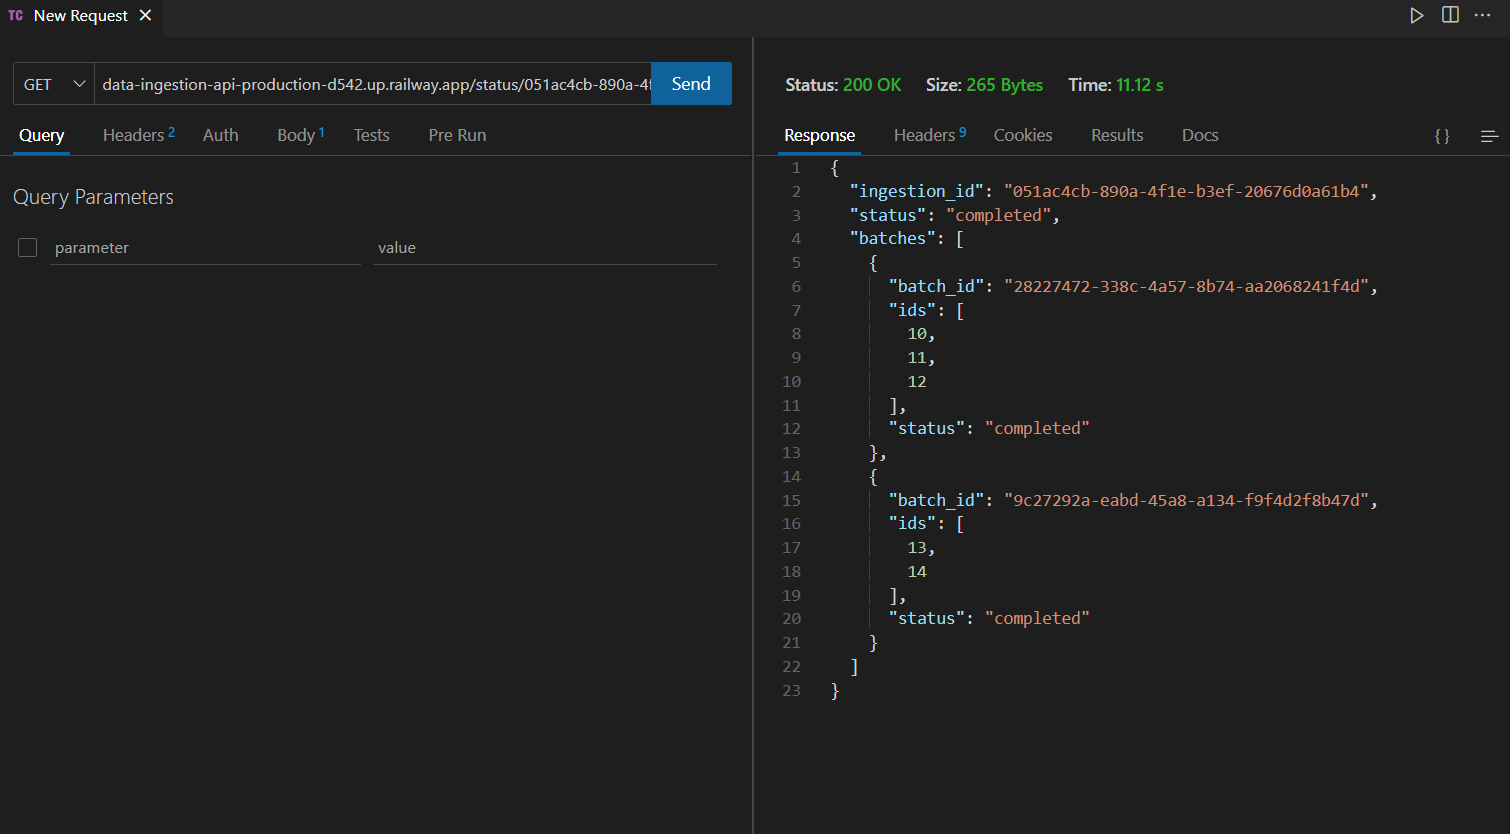 TC New Request
GET data-ingestion-api-production-d542.up.railway.app/status/051ac4cb-890a-4f Send
Query Headers 2 Auth Body 1 Tests Pre Run
Query Parameters
parameter value
Status: 200 OK Size: 265 Bytes Time: 11.12 s
Response Headers 9 Cookies Results Docs { }
1 {
2 "ingestion_id": "051ac4cb-890a-4f1e-b3ef-20676d0a61b4",
3 "status": "completed",
4 "batches": [
5 {
6 "batch_id": "28227472-338c-4a57-8b74-aa2068241f4d",
7 "ids": [
8 10,
9 11,
10 12
11 ],
12 "status": "completed"
13 },
14 {
15 "batch_id": "9c27292a-eabd-45a8-a134-f9f4d2f8b47d",
16 "ids": [
17 13,
18 14
19 ],
20 "status": "completed"
21 }
22 ]
23 }